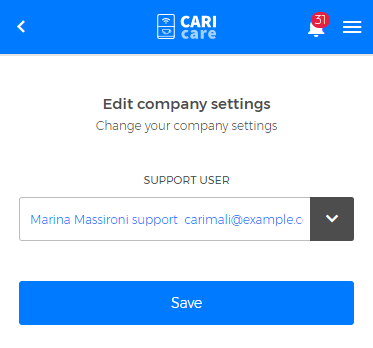 CARI
care
31
Edit company settings
Change your company settings
SUPPORT USER
Marina Massironi support carimali@example.c
Save